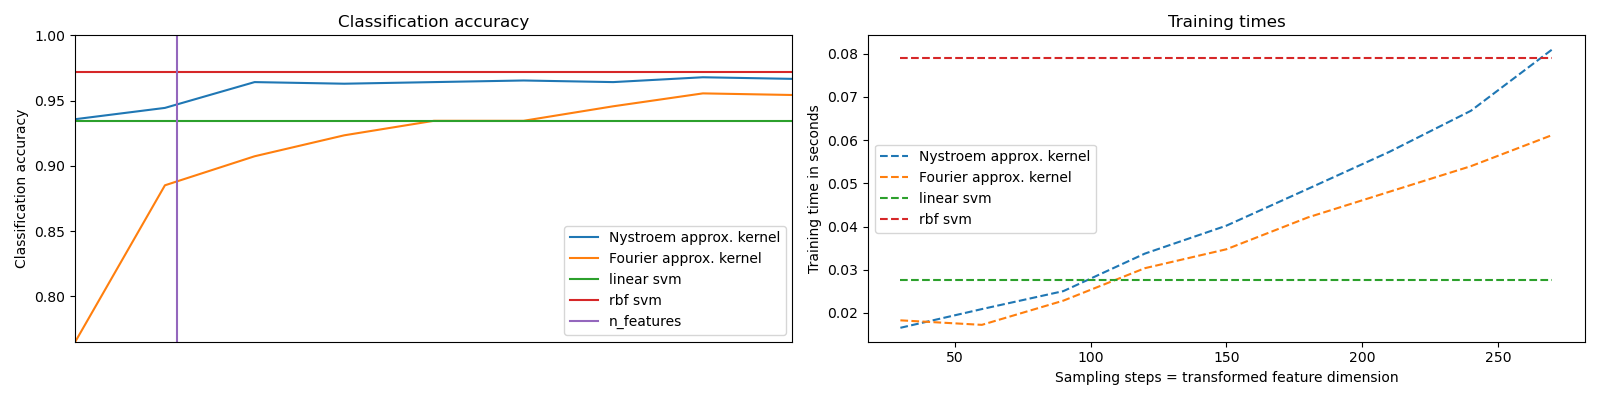 Classification accuracy
1.00
0.95
0.90
0.85
0.80
Classification accuracy
Nystroem approx. kernel
Fourier approx. kernel
linear svm
rbf svm
n_features
Training times
0.08
0.07
0.06
0.05
0.04
0.03
0.02
Training time in seconds
Nystroem approx. kernel
Fourier approx. kernel
linear svm
rbf svm
50 100 150 200 250
Sampling steps = transformed feature dimension